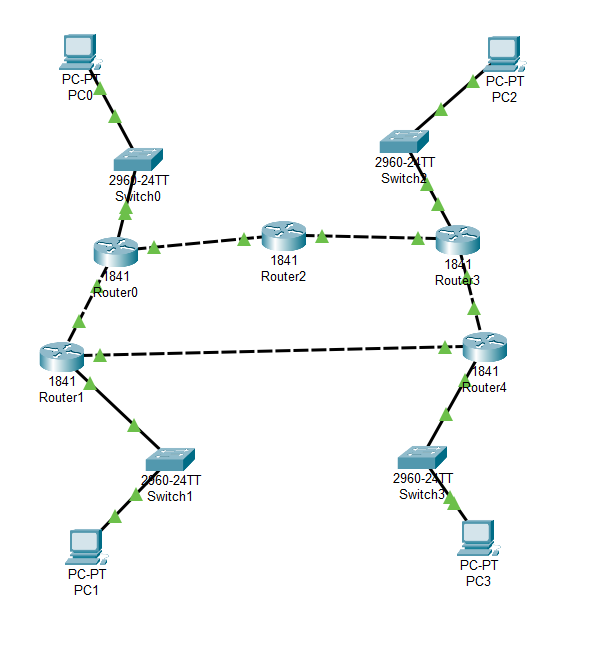 PC-PT
PC0
PC-PT
PC2
2960-24TT
Switch0
2960-24TT
Switch2
1841
Router0
1841
Router2
1841
Router3
1841
Router1
1841
Router4
2960-24TT
Switch1
2960-24TT
Switch3
PC-PT
PC1
PC-PT
PC3